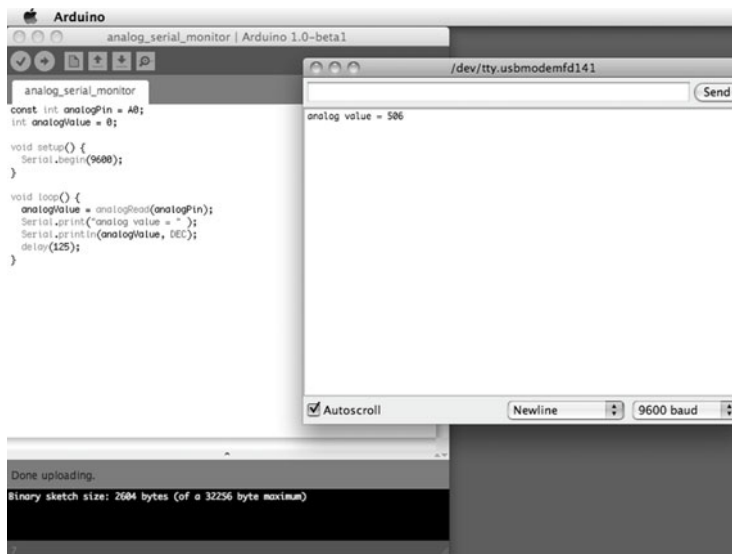 Arduino
analog_serial_monitor | Arduino 1.0-beta1
analog_serial_monitor
const int analogPin = A0;
int analogValue = 0;
void setup() {
Serial.begin(9600);
}
void loop() {
analogValue = analogRead(analogPin);
Serial.print("analog value = " );
Serial.println(analogValue, DEC);
delay(125);
}
Done uploading.
Binary sketch size: 2604 bytes (of a 32256 byte maximum)
7
/dev/tty.usbmodemfd141
Send
analog value = 506
Autoscroll
Newline
9600 baud